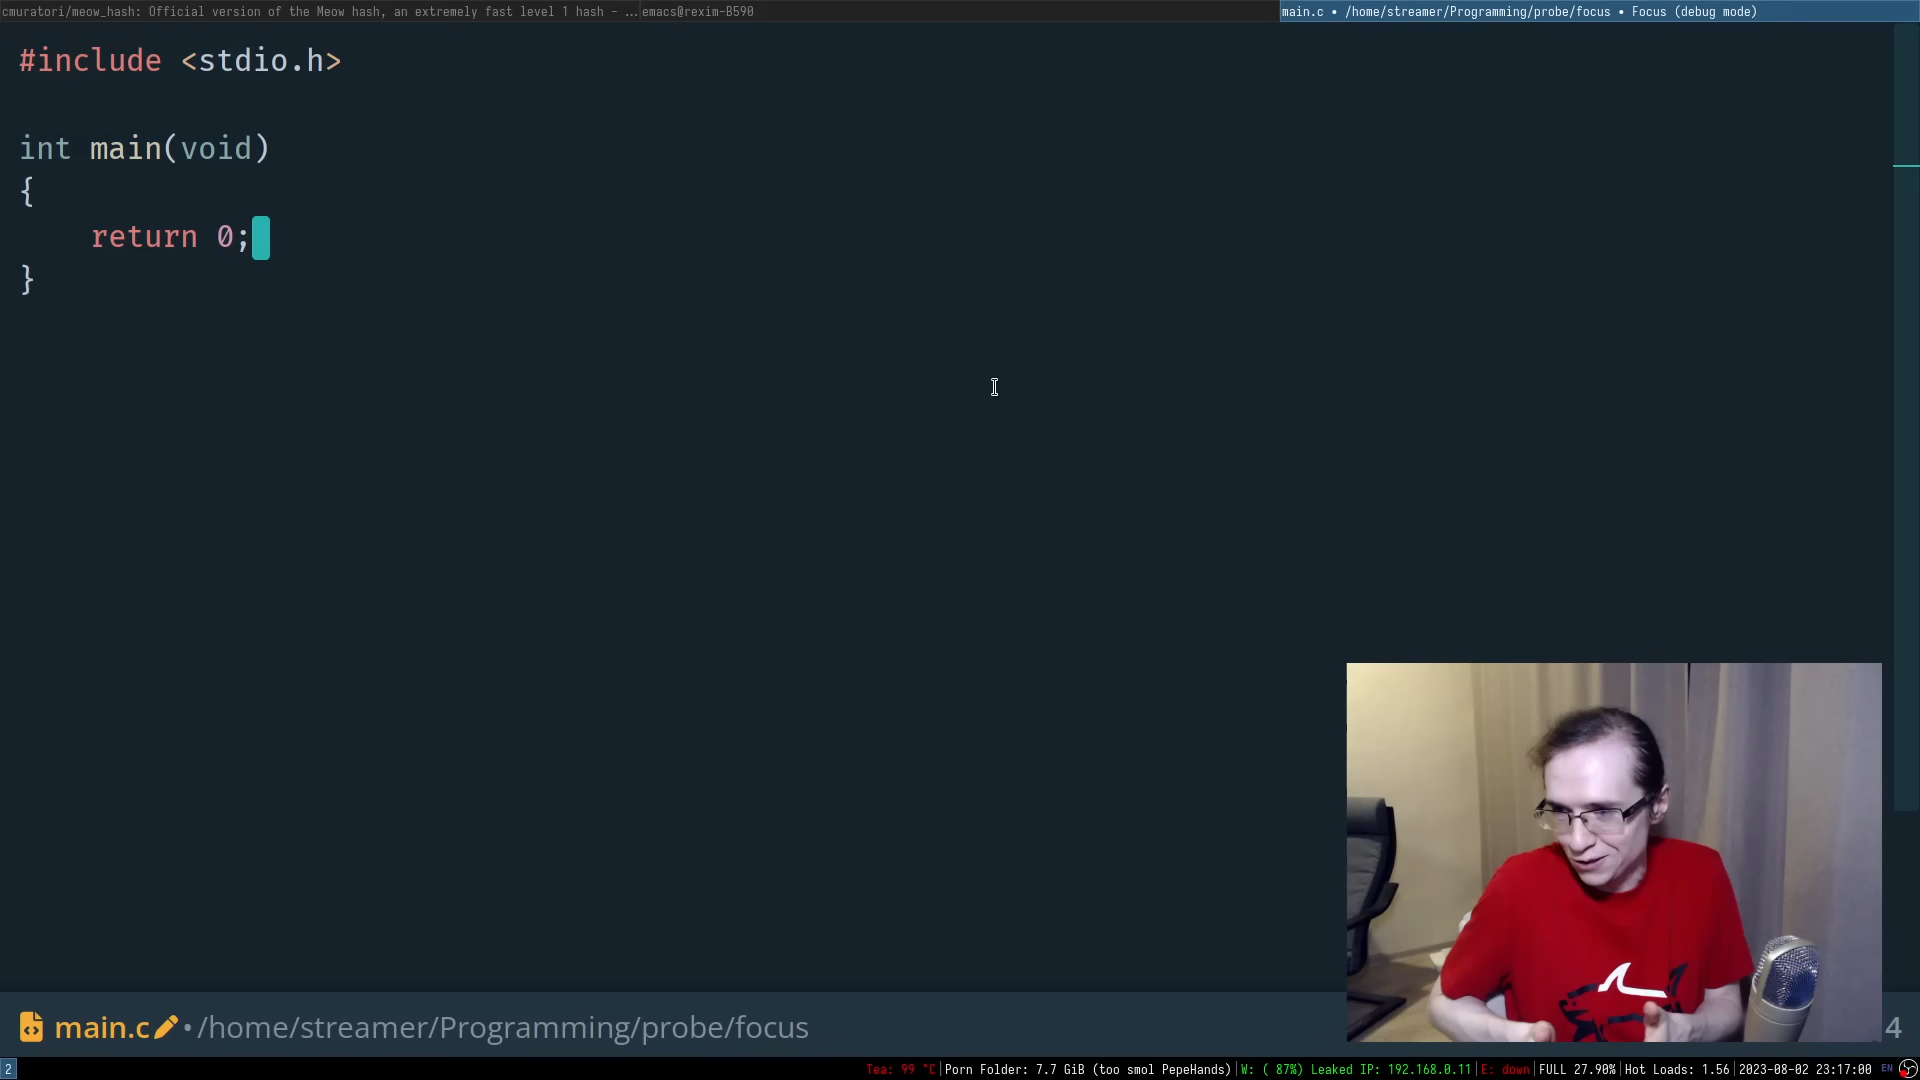 cmuratori/meow_hash: Official version of the Meow hash, an extremely fast level 1 hash - ...
emacs@rexim-B590
main.c • /home/streamer/Programming/probe/focus • Focus (debug mode)
#include <stdio.h>
int main(void)
{
    return 0;
}
main.c • /home/streamer/Programming/probe/focus
4
2
Tea: 99 °C|Porn Folder: 7.7 GiB (too smol PepeHands)|W: ( 87%) Leaked IP: 192.168.0.11|E: down|FULL 27.90%|Hot Loads: 1.56|2023-08-02 23:17:00
EN